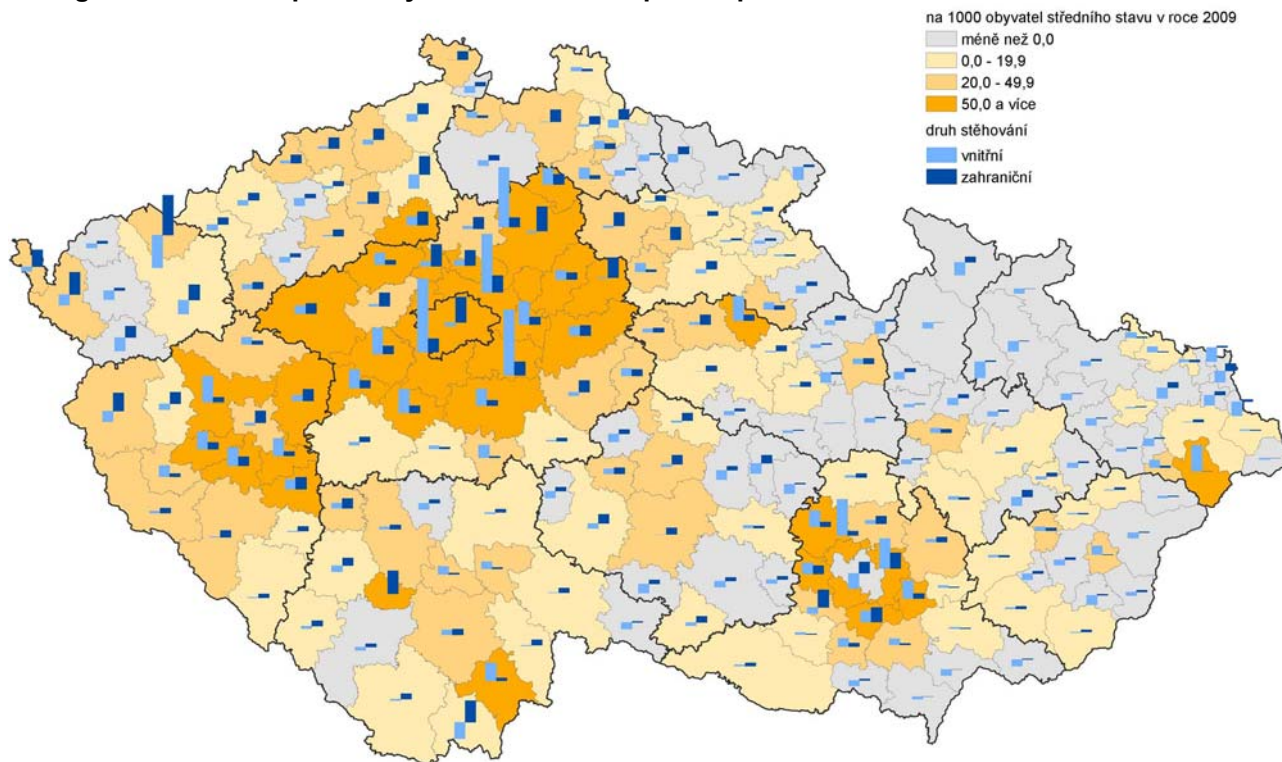 na 1000 obyvatel středního stavu v roce 2009
méně než 0,0
0,0 - 19,9
20,0 - 49,9
50,0 a více
druh stěhování
vnitřní
zahraniční